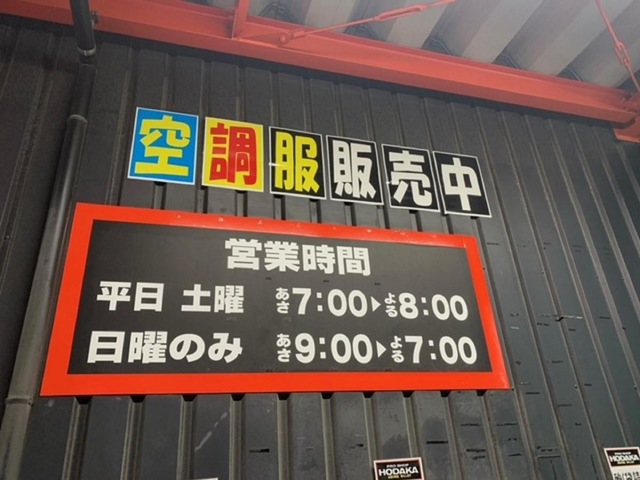 空調服販売中
営業時間
平日 土曜 あさ7:00▶よる8:00
日曜のみ あさ9:00▶よる7:00
PRO SHOP
HODAKA
PRO SHOP
HODAKA